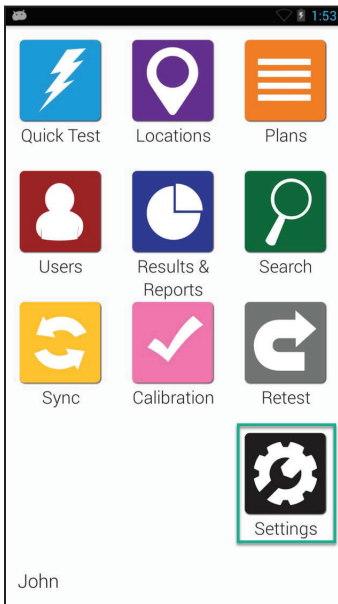 1:53
Quick Test
Locations
Plans
Users
Results &
Reports
Search
Sync
Calibration
Retest
Settings
John